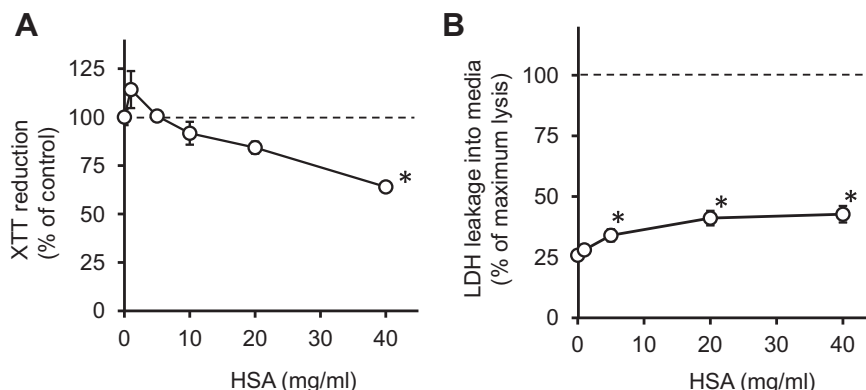 A
XTT reduction
(% of control)
125
100
75
50
25
0
*
0 10 20 30 40
HSA (mg/ml)
B
LDH leakage into media
(% of maximum lysis)
100
75
50
25
0
* * *
0 10 20 30 40
HSA (mg/ml)